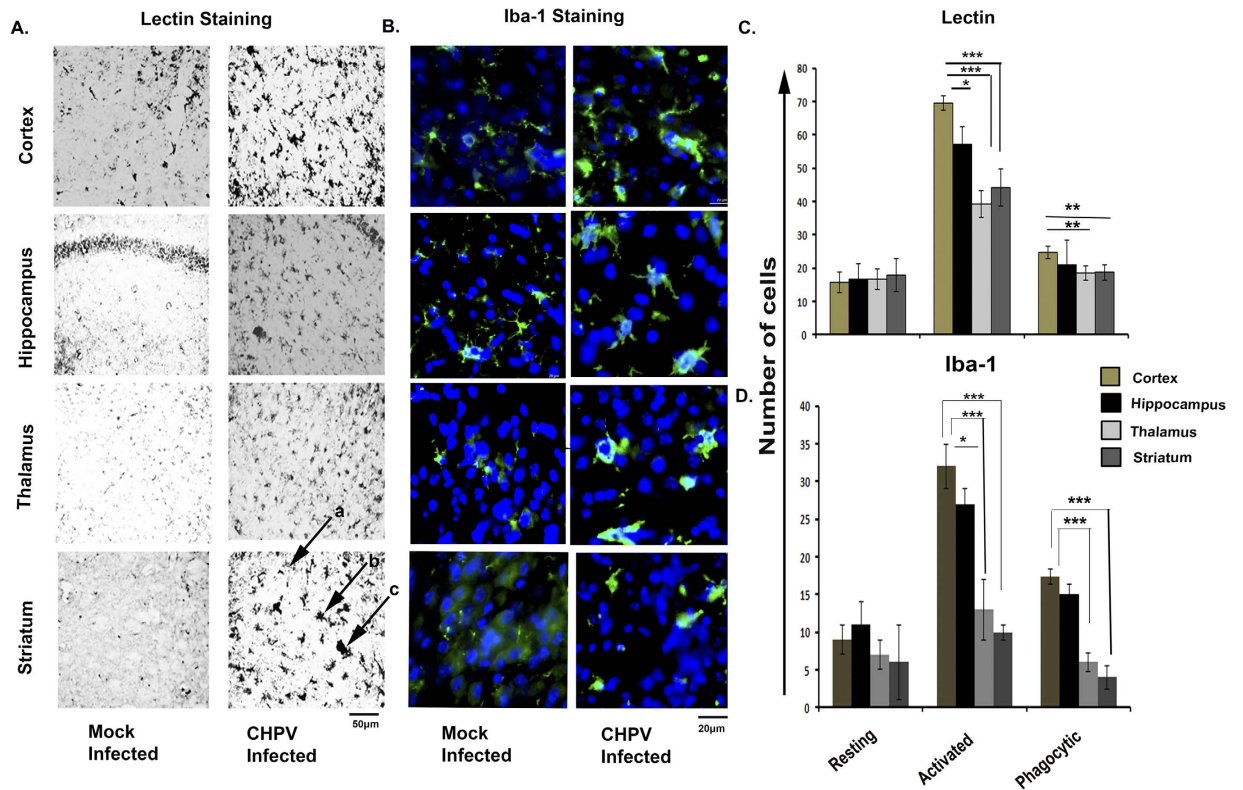 A.
Lectin Staining
Cortex
Hippocampus
Thalamus
Striatum
a
b
c
50µm
Mock
Infected
CHPV
Infected
B.
Iba-1 Staining
20µm
Mock
Infected
CHPV
Infected
C.
Lectin
***
***
*
**
**
80
70
60
50
40
30
20
10
0
Number of cells
D.
Iba-1
Cortex
Hippocampus
Thalamus
Striatum
***
***
*
***
***
40
35
30
25
20
15
10
5
0
Resting
Activated
Phagocytic